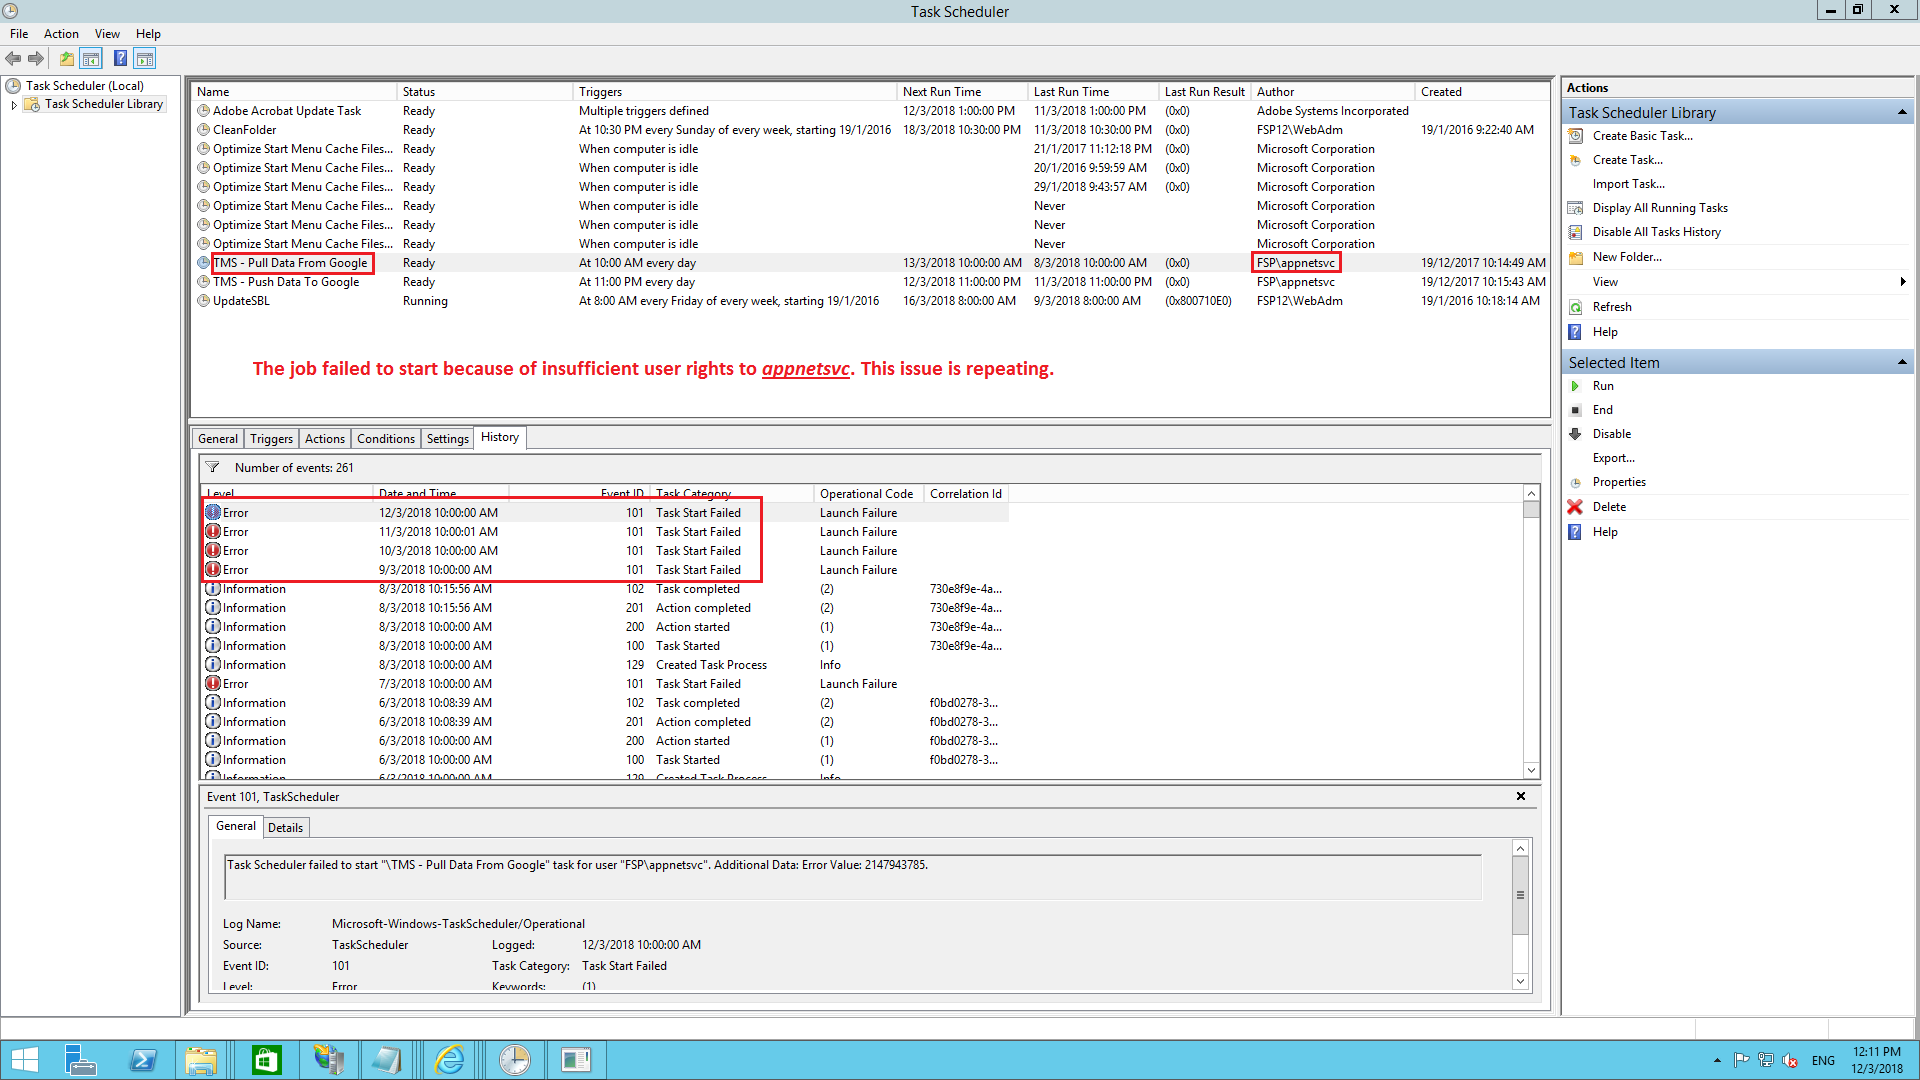 Task Scheduler
File Action View Help
Task Scheduler (Local)
Task Scheduler Library
Name Status Triggers Next Run Time Last Run Time Last Run Result Author Created
Adobe Acrobat Update Task Ready Multiple triggers defined 12/3/2018 1:00:00 PM 11/3/2018 1:00:00 PM (0x0) Adobe Systems Incorporated
CleanFolder Ready At 10:30 PM every Sunday of every week, starting 19/1/2016 18/3/2018 10:30:00 PM 11/3/2018 10:30:00 PM (0x0) FSP12\WebAdm 19/1/2016 9:22:40 AM
Optimize Start Menu Cache Files... Ready When computer is idle 21/1/2017 11:12:18 PM (0x0) Microsoft Corporation
Optimize Start Menu Cache Files... Ready When computer is idle 20/1/2016 9:59:59 AM (0x0) Microsoft Corporation
Optimize Start Menu Cache Files... Ready When computer is idle 29/1/2018 9:43:57 AM (0x0) Microsoft Corporation
Optimize Start Menu Cache Files... Ready When computer is idle Never Microsoft Corporation
Optimize Start Menu Cache Files... Ready When computer is idle Never Microsoft Corporation
Optimize Start Menu Cache Files... Ready When computer is idle Never Microsoft Corporation
TMS - Pull Data From Google Ready At 10:00 AM every day 13/3/2018 10:00:00 AM 8/3/2018 10:00:00 AM (0x0) FSP\appnetsvc 19/12/2017 10:14:49 AM
TMS - Push Data To Google Ready At 11:00 PM every day 12/3/2018 11:00:00 PM 11/3/2018 11:00:00 PM (0x0) FSP\appnetsvc 19/12/2017 10:15:43 AM
UpdateSBL Running At 8:00 AM every Friday of every week, starting 19/1/2016 16/3/2018 8:00:00 AM 9/3/2018 8:00:00 AM (0x800710E0) FSP12\WebAdm 19/1/2016 10:18:14 AM
The job failed to start because of insufficient user rights to appnetsvc. This issue is repeating.
General Triggers Actions Conditions Settings History
Number of events: 261
Level Date and Time Event ID Task Category Operational Code Correlation Id
Error 12/3/2018 10:00:00 AM 101 Task Start Failed Launch Failure
Error 11/3/2018 10:00:01 AM 101 Task Start Failed Launch Failure
Error 10/3/2018 10:00:00 AM 101 Task Start Failed Launch Failure
Error 9/3/2018 10:00:00 AM 101 Task Start Failed Launch Failure
Information 8/3/2018 10:15:56 AM 102 Task completed (2) 730e8f9e-4a...
Information 8/3/2018 10:15:56 AM 201 Action completed (2) 730e8f9e-4a...
Information 8/3/2018 10:00:00 AM 200 Action started (1) 730e8f9e-4a...
Information 8/3/2018 10:00:00 AM 100 Task Started (1) 730e8f9e-4a...
Information 8/3/2018 10:00:00 AM 129 Created Task Process Info
Error 7/3/2018 10:00:00 AM 101 Task Start Failed Launch Failure
Information 6/3/2018 10:08:39 AM 102 Task completed (2) f0bd0278-3...
Information 6/3/2018 10:08:39 AM 201 Action completed (2) f0bd0278-3...
Information 6/3/2018 10:00:00 AM 200 Action started (1) f0bd0278-3...
Information 6/3/2018 10:00:00 AM 100 Task Started (1) f0bd0278-3...
Information 6/3/2018 10:00:00 AM 129 Created Task Process Info
Event 101, TaskScheduler
General Details
Task Scheduler failed to start "\TMS - Pull Data From Google" task for user "FSP\appnetsvc". Additional Data: Error Value: 2147943785.
Log Name: Microsoft-Windows-TaskScheduler/Operational
Source: TaskScheduler Logged: 12/3/2018 10:00:00 AM
Event ID: 101 Task Category: Task Start Failed
Level: Error Keywords: (1)
Actions
Task Scheduler Library
Create Basic Task...
Create Task...
Import Task...
Display All Running Tasks
Disable All Tasks History
New Folder...
View
Refresh
Help
Selected Item
Run
End
Disable
Export...
Properties
Delete
Help
ENG
12:11 PM
12/3/2018